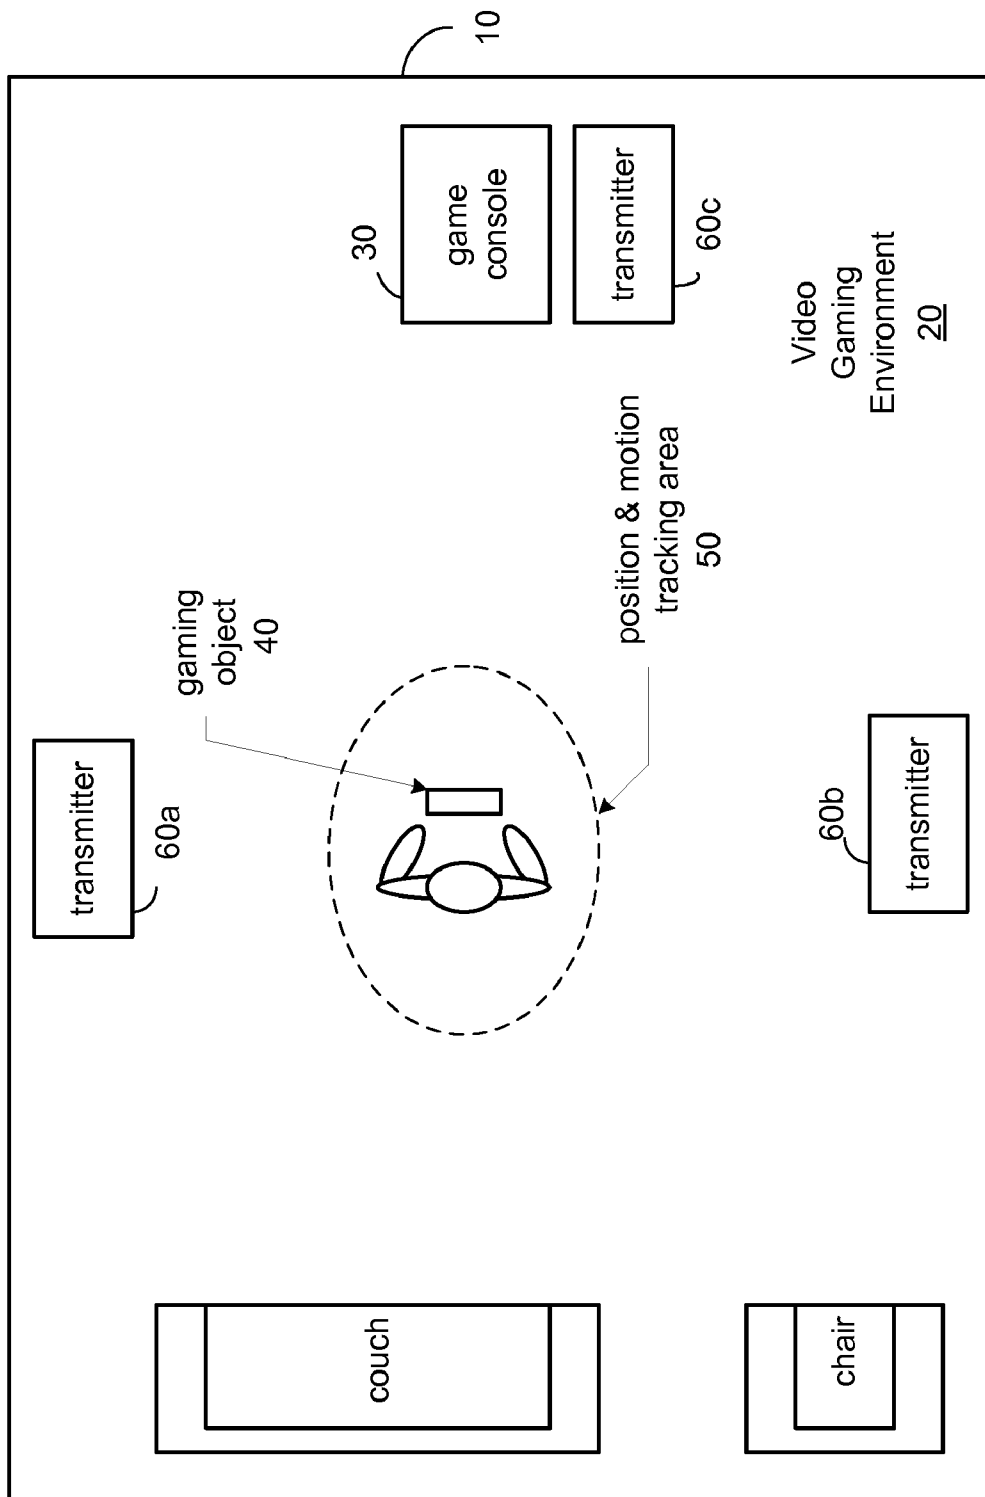 10
30
game
console
transmitter
60c
Video
Gaming
Environment
20
gaming
object
40
position & motion
tracking area
50
transmitter
60a
60b
transmitter
couch
chair